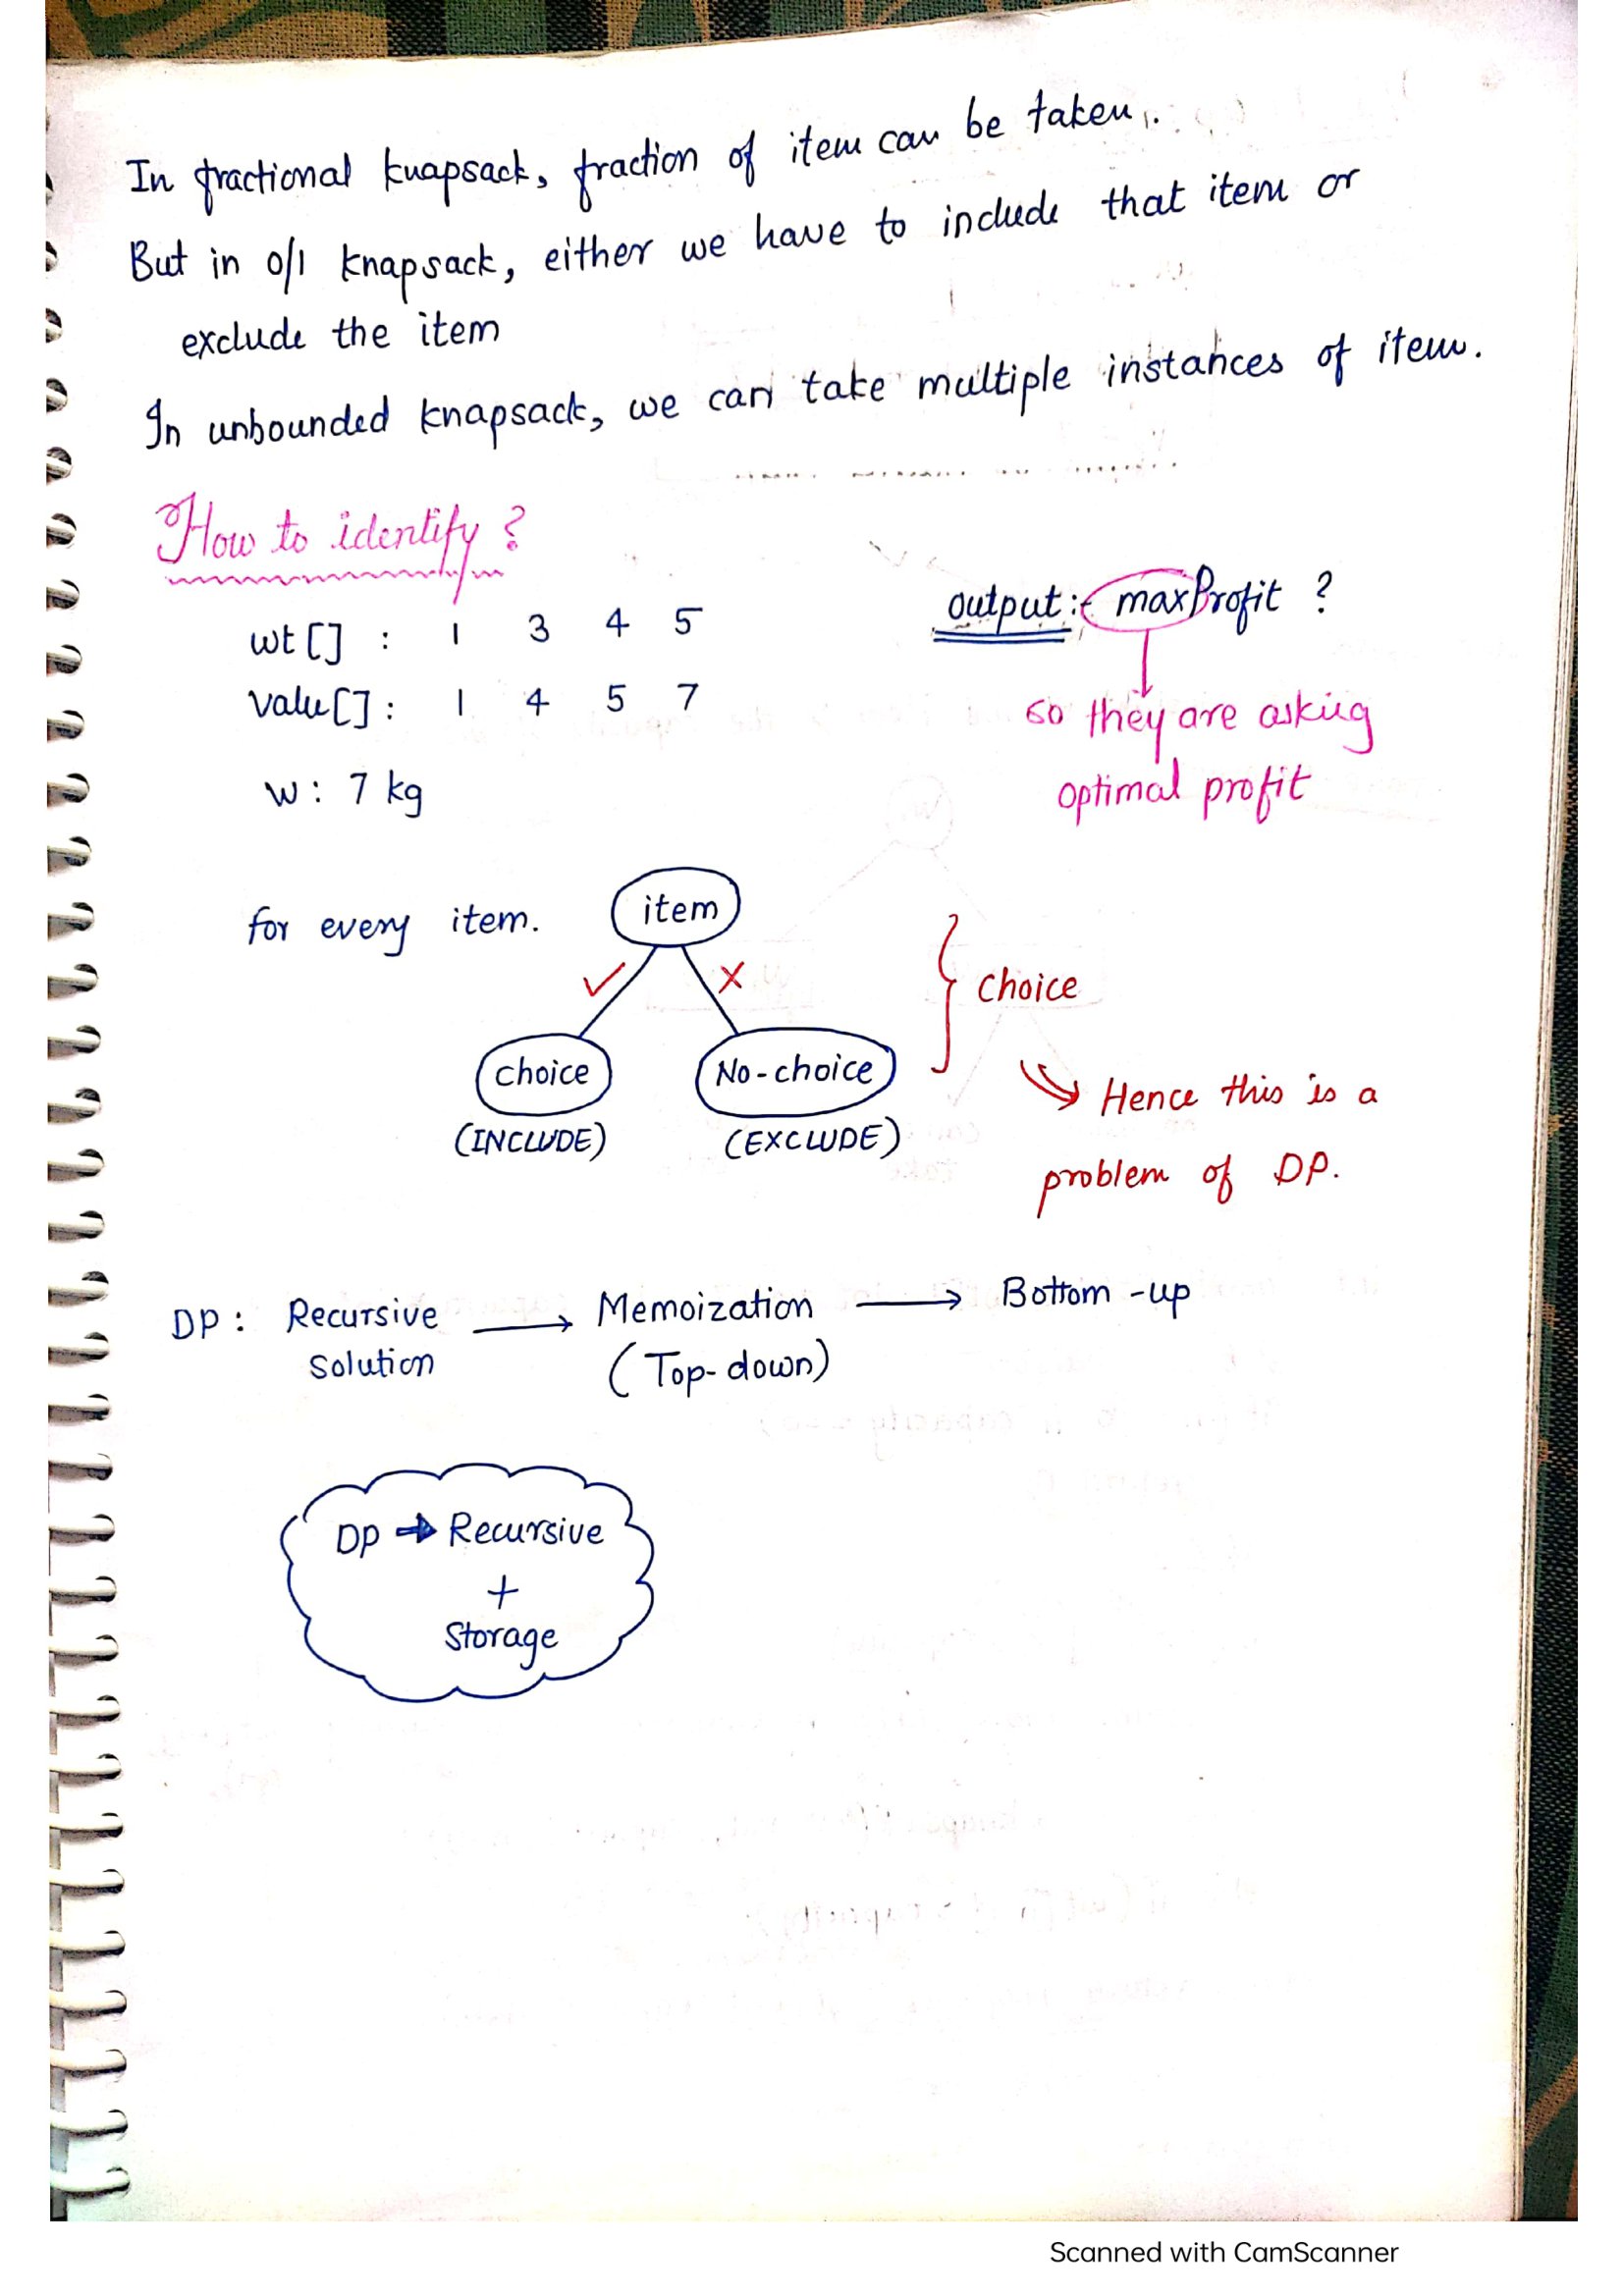 In fractional knapsack, fraction of item can be taken.
But in 0/1 knapsack, either we have to include that item or
exclude the item
In unbounded knapsack, we can take multiple instances of item.
How to identify?
wt[] : 1 3 4 5
output:- maxProfit ?
valu[] : 1 4 5 7
so they are asking
w : 7 kg
optimal profit
for every item.
item
✓ X
choice
No-choice
(INCLUDE)
(EXCLUDE)
} choice
Hence this is a
problem of DP.
DP : Recursive → Memoization → Bottom-up
Solution (Top-down)
DP → Recursive
+
Storage
Scanned with CamScanner